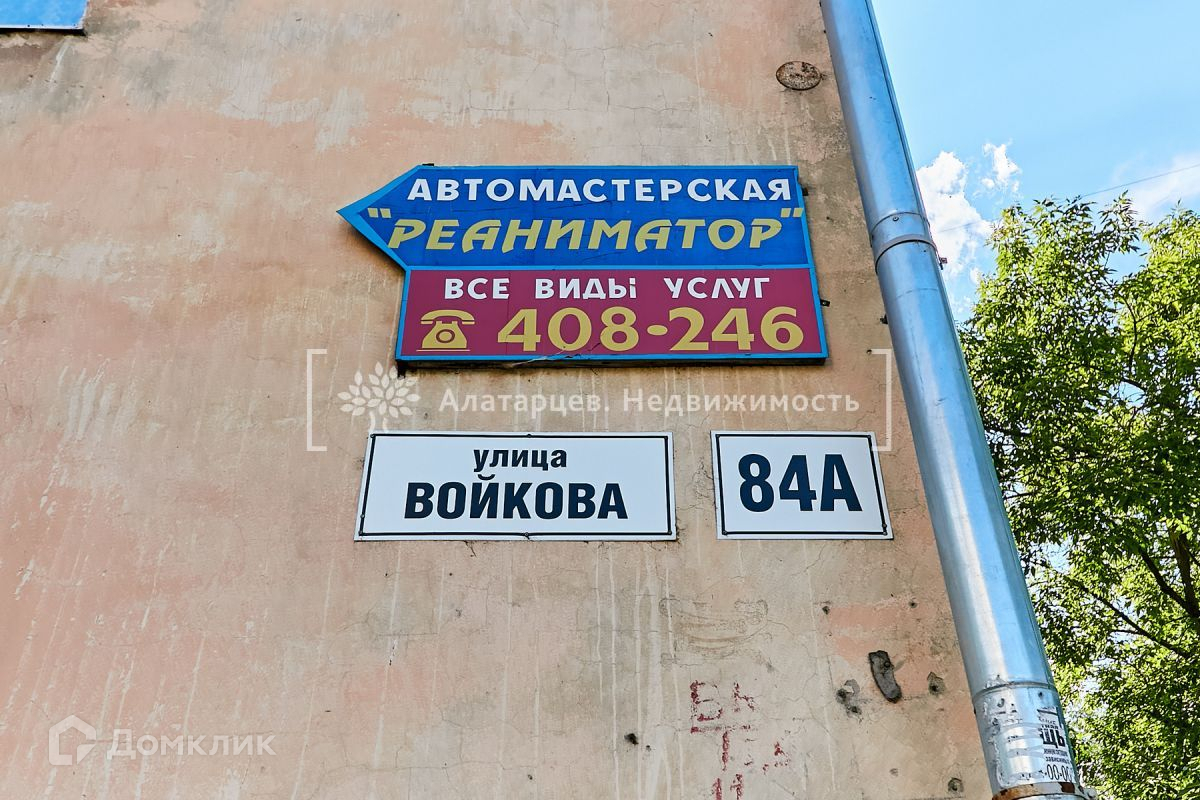 АВТОМАСТЕРСКАЯ
"РЕАНИМАТОР"
ВСЕ ВИДЫ УСЛУГ
408-246
Алатарцев. Недвижимость
улица
ВОЙКОВА
84А
Домклик